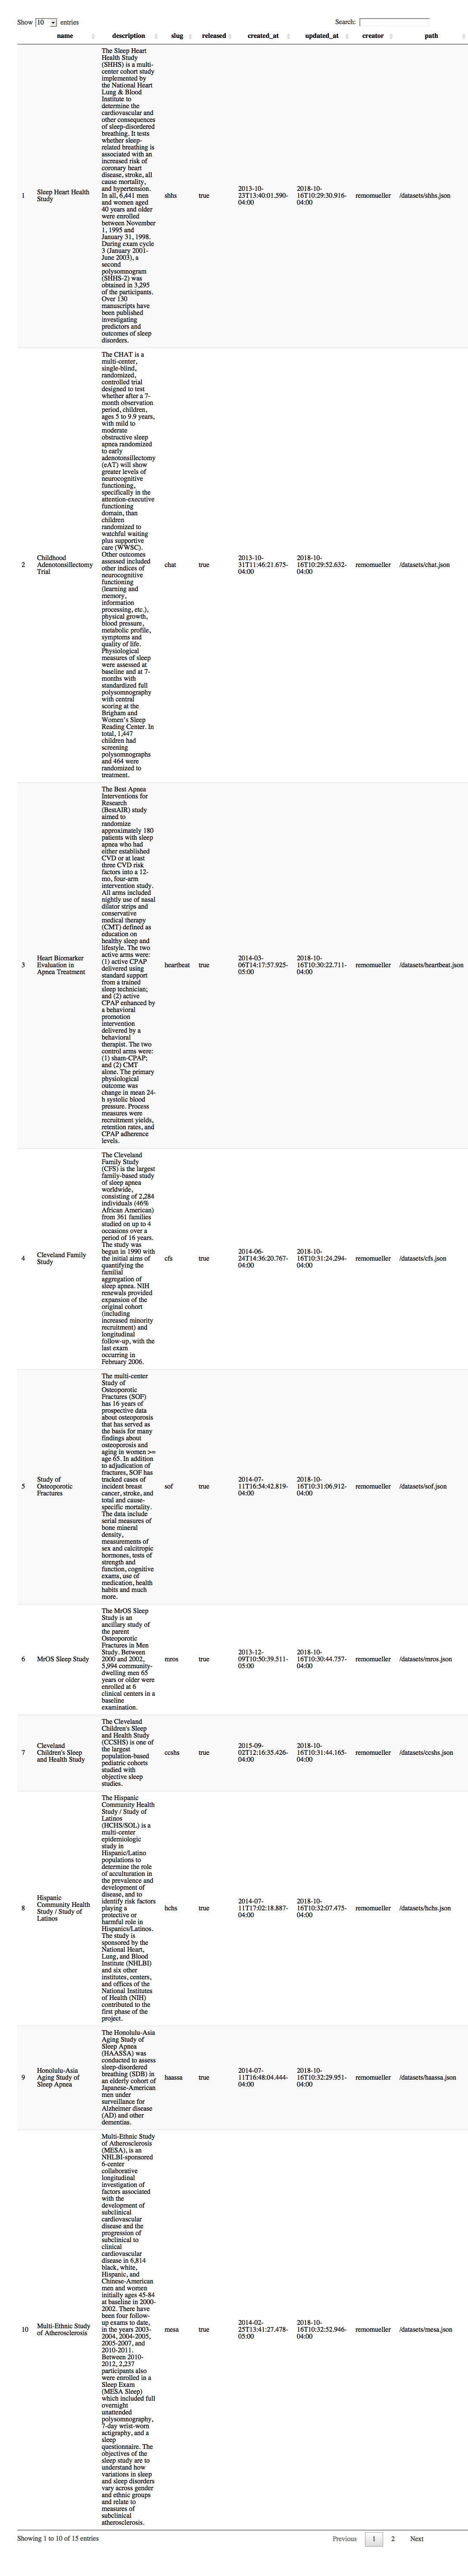 Show 10 entries
Search:
name description slug released created_at updated_at creator path
1
Sleep Heart Health
Study
The Sleep Heart
Health Study
(SHHS) is a multi-
center cohort study
implemented by
the National Heart
Lung & Blood
Institute to
determine the
cardiovascular and
other consequences
of sleep-disordered
breathing. It tests
whether sleep-
related breathing is
associated with an
increased risk of
coronary heart
disease, stroke, all
cause mortality,
and hypertension.
In all, 6,441 men
and women aged
40 years and older
were enrolled
between November
1, 1995 and
January 31, 1998.
During exam cycle
3 (January 2001-
June 2003), a
second
polysomnogram
(SHHS-2) was
obtained in 3,295
of the participants.
Over 130
manuscripts have
been published
investigating
predictors and
outcomes of sleep
disorders.
shhs
true
2013-10-
23T13:40:01.590-
04:00
2018-10-
16T10:29:30.916-
04:00
remomueller
/datasets/shhs.json
2
Childhood
Adenotonsillectomy
Trial
The CHAT is a
multi-center,
single-blind,
randomized,
controlled trial
designed to test
whether after a 7-
month observation
period, children,
ages 5 to 9.9 years,
with mild to
moderate
obstructive sleep
apnea randomized
to early
adenotonsillectomy
(eAT) will show
greater levels of
neurocognitive
functioning,
specifically in the
attention-executive
functioning
domain, than
children
randomized to
watchful waiting
plus supportive
care (WWSC).
Other outcomes
assessed included
other indices of
neurocognitive
functioning
(learning and
memory,
information
processing, etc.),
physical growth,
blood pressure,
metabolic profile,
symptoms and
quality of life.
Physiological
measures of sleep
were assessed at
baseline and at 7-
months with
standardized full
polysomnography
with central
scoring at the
Brigham and
Women's Sleep
Reading Center. In
total, 1,447
children had
screening
polysomnographs
and 464 were
randomized to
treatment.
chat
true
2013-10-
31T11:46:21.675-
04:00
2018-10-
16T10:29:52.632-
04:00
remomueller
/datasets/chat.json
3
Heart Biomarker
Evaluation in
Apnea Treatment
The Best Apnea
Interventions for
Research
(BestAIR) study
aimed to
randomize
approximately 180
patients with sleep
apnea who had
either established
CVD or at least
three CVD risk
factors into a 12-
mo, four-arm
intervention study.
All arms included
nightly use of nasal
dilator strips and
conservative
medical therapy
(CMT) defined as
education on
healthy sleep and
lifestyle. The two
active arms were:
(1) active CPAP
delivered using
standard support
from a trained
sleep technician;
and (2) active
CPAP enhanced by
a behavioral
promotion
intervention
delivered by a
behavioral
therapist. The two
control arms were:
(1) sham-CPAP;
and (2) CMT
alone. The primary
physiological
outcome was
change in mean 24-
h systolic blood
pressure. Process
measures were
recruitment yields,
retention rates, and
CPAP adherence
levels.
heartbeat
true
2014-03-
06T14:17:57.925-
05:00
2018-10-
16T10:30:22.711-
04:00
remomueller
/datasets/heartbeat.json
4
Cleveland Family
Study
The Cleveland
Family Study
(CFS) is the largest
family-based study
of sleep apnea
worldwide,
consisting of 2,284
individuals (46%
African American)
from 361 families
studied on up to 4
occasions over a
period of 16 years.
The study was
begun in 1990 with
the initial aims of
quantifying the
familial
aggregation of
sleep apnea. NIH
renewals provided
expansion of the
original cohort
(including
increased minority
recruitment) and
longitudinal
follow-up, with the
last exam
occurring in
February 2006.
cfs
true
2014-06-
24T14:36:20.767-
04:00
2018-10-
16T10:31:24.294-
04:00
remomueller
/datasets/cfs.json
5
Study of
Osteoporotic
Fractures
The multi-center
Study of
Osteoporotic
Fractures (SOF)
has 16 years of
prospective data
about osteoporosis
that has served as
the basis for many
findings about
osteoporosis and
aging in women >=
age 65. In addition
to adjudication of
fractures, SOF has
tracked cases of
incident breast
cancer, stroke, and
total and cause-
specific mortality.
The data include
serial measures of
bone mineral
density,
measurements of
sex and calcitropic
hormones, tests of
strength and
function, cognitive
exams, use of
medication, health
habits and much
more.
sof
true
2014-07-
11T16:54:42.819-
04:00
2018-10-
16T10:31:06.912-
04:00
remomueller
/datasets/sof.json
6
MrOS Sleep Study
The MrOS Sleep
Study is an
ancillary study of
the parent
Osteoporotic
Fractures in Men
Study. Between
2000 and 2002,
5,994 community-
dwelling men 65
years or older were
enrolled at 6
clinical centers in a
baseline
examination.
mros
true
2013-12-
09T10:50:39.511-
05:00
2018-10-
16T10:30:44.757-
04:00
remomueller
/datasets/mros.json
7
Cleveland
Children's Sleep
and Health Study
The Cleveland
Children's Sleep
and Health Study
(CCSHS) is one of
the largest
population-based
pediatric cohorts
studied with
objective sleep
studies.
ccshs
true
2015-09-
02T12:16:35.426-
04:00
2018-10-
16T10:31:44.165-
04:00
remomueller
/datasets/ccshs.json
8
Hispanic
Community Health
Study / Study of
Latinos
The Hispanic
Community Health
Study / Study of
Latinos
(HCHS/SOL) is a
multi-center
epidemiologic
study in
Hispanic/Latino
populations to
determine the role
of acculturation in
the prevalence and
development of
disease, and to
identify risk factors
playing a
protective or
harmful role in
Hispanics/Latinos.
The study is
sponsored by the
National Heart,
Lung, and Blood
Institute (NHLBI)
and six other
institutes, centers,
and offices of the
National Institutes
of Health (NIH)
contributed to the
first phase of the
project.
hchs
true
2014-07-
11T17:02:18.887-
04:00
2018-10-
16T10:32:07.475-
04:00
remomueller
/datasets/hchs.json
9
Honolulu-Asia
Aging Study of
Sleep Apnea
The Honolulu-Asia
Aging Study of
Sleep Apnea
(HAASSA) was
conducted to assess
sleep-disordered
breathing (SDB) in
an elderly cohort of
Japanese-American
men under
surveillance for
Alzheimer disease
(AD) and other
dementias.
haassa
true
2014-07-
11T16:48:04.444-
04:00
2018-10-
16T10:32:29.951-
04:00
remomueller
/datasets/haassa.json
10
Multi-Ethnic Study
of Atherosclerosis
Multi-Ethnic Study
of Atherosclerosis
(MESA), is an
NHLBI-sponsored
6-center
collaborative
longitudinal
investigation of
factors associated
with the
development of
subclinical
cardiovascular
disease and the
progression of
subclinical to
clinical
cardiovascular
disease in 6,814
black, white,
Hispanic, and
Chinese-American
men and women
initially ages 45-84
at baseline in 2000-
2002. There have
been four follow-
up exams to date,
in the years 2003-
2004, 2004-2005,
2005-2007, and
2010-2011.
Between 2010-
2012, 2,237
participants also
were enrolled in a
Sleep Exam
(MESA Sleep)
which included full
overnight
unattended
polysomnography,
7-day wrist-worn
actigraphy, and a
sleep
questionnaire. The
objectives of the
sleep study are to
understand how
variations in sleep
and sleep disorders
vary across gender
and ethnic groups
and relate to
measures of
subclinical
atherosclerosis.
mesa
true
2014-02-
25T13:41:27.478-
05:00
2018-10-
16T10:32:52.946-
04:00
remomueller
/datasets/mesa.json
Showing 1 to 10 of 15 entries
Previous 1 2 Next